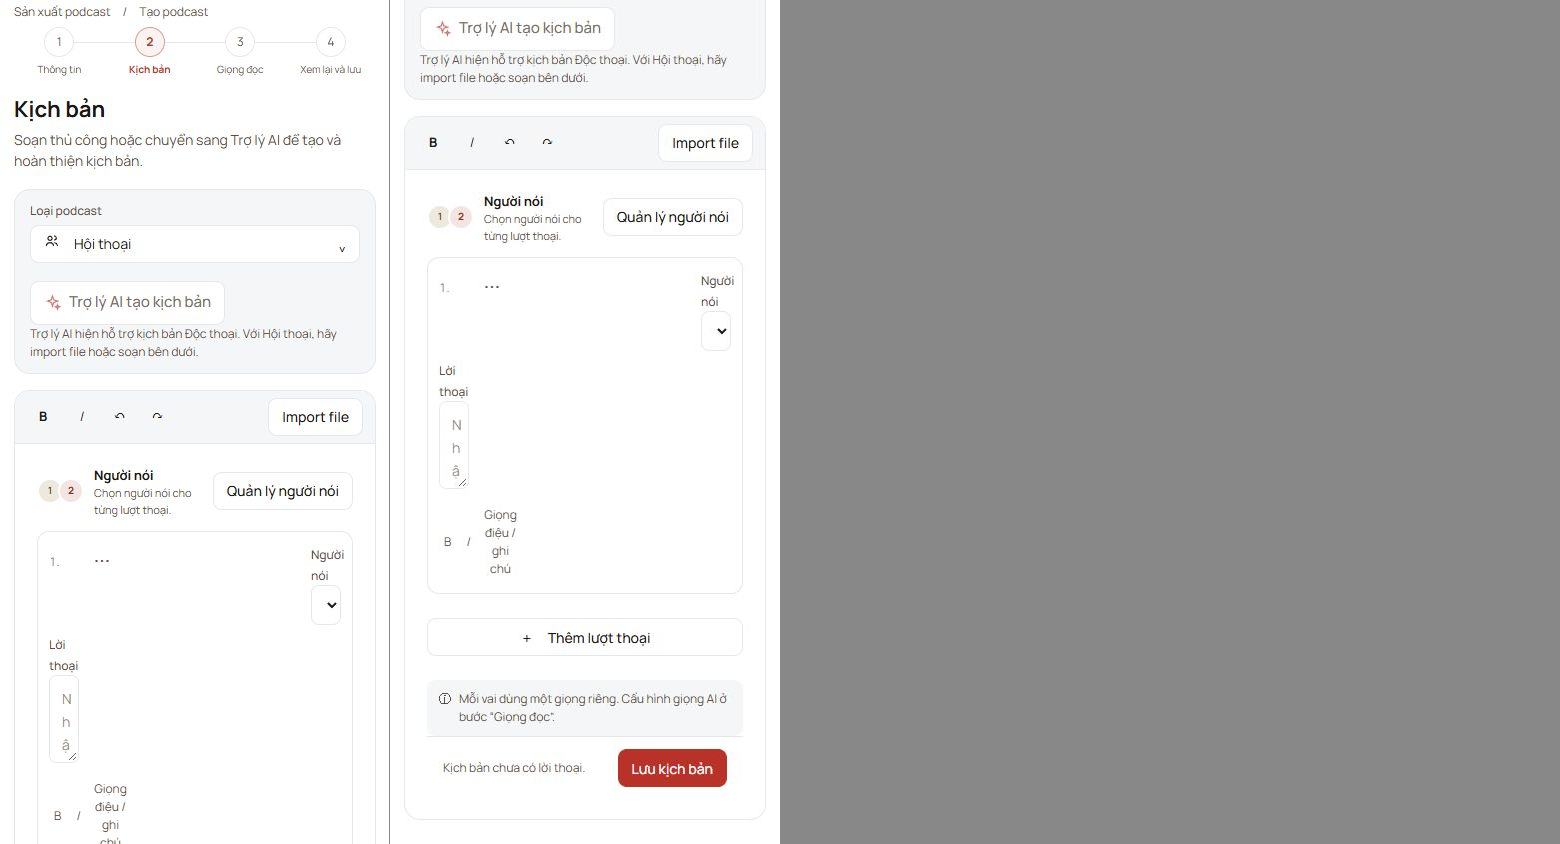 Sản xuất podcast / Tạo podcast
1 2 3 4
Thông tin Kịch bản Giọng đọc Xem lại và lưu
Kịch bản
Soạn thủ công hoặc chuyển sang Trợ lý AI để tạo và
hoàn thiện kịch bản.
Loại podcast
Hội thoại
Trợ lý AI tạo kịch bản
Trợ lý AI hiện hỗ trợ kịch bản Độc thoại. Với Hội thoại, hãy
import file hoặc soạn bên dưới.
B I Import file
1 2 Người nói
Chọn người nói cho
từng lượt thoại.
Quản lý người nói
1. ...
Người
nói
Lời
thoại
N
h
ậ
B I
Giọng
điệu /
ghi
chú
Trợ lý AI tạo kịch bản
Trợ lý AI hiện hỗ trợ kịch bản Độc thoại. Với Hội thoại, hãy
import file hoặc soạn bên dưới.
B I Import file
1 2 Người nói
Chọn người nói cho
từng lượt thoại.
Quản lý người nói
1. ...
Người
nói
Lời
thoại
N
h
ậ
B I
Giọng
điệu /
ghi
chú
+ Thêm lượt thoại
Mỗi vai dùng một giọng riêng. Cấu hình giọng AI ở
bước "Giọng đọc".
Kịch bản chưa có lời thoại. Lưu kịch bản